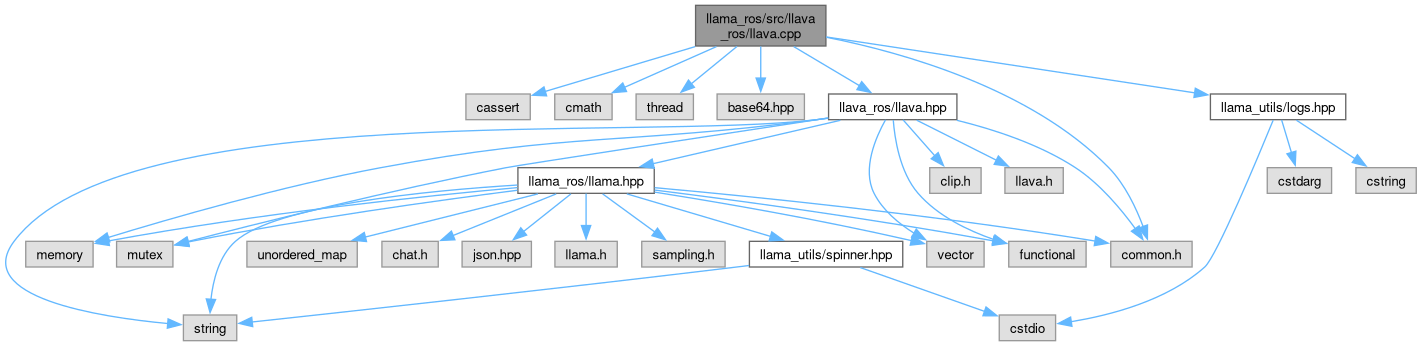 llama_ros/src/llava
_ros/llava.cpp
cassert
cmath
thread
base64.hpp
llava_ros/llava.hpp
llama_utils/logs.hpp
llama_ros/llama.hpp
clip.h
llava.h
cstdarg
cstring
memory
mutex
unordered_map
chat.h
json.hpp
llama.h
sampling.h
llama_utils/spinner.hpp
vector
functional
common.h
string
cstdio